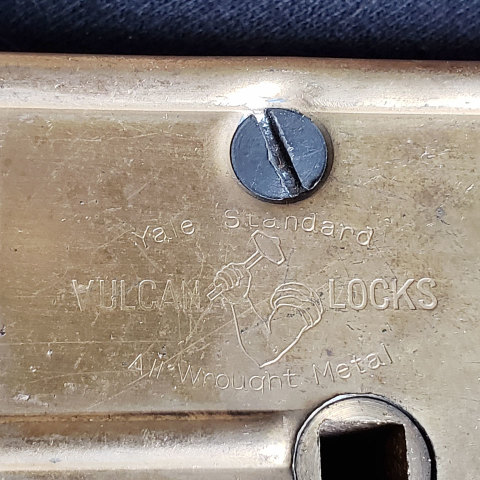 Yale Standard
VULCAN LOCKS
All Wrought Metal